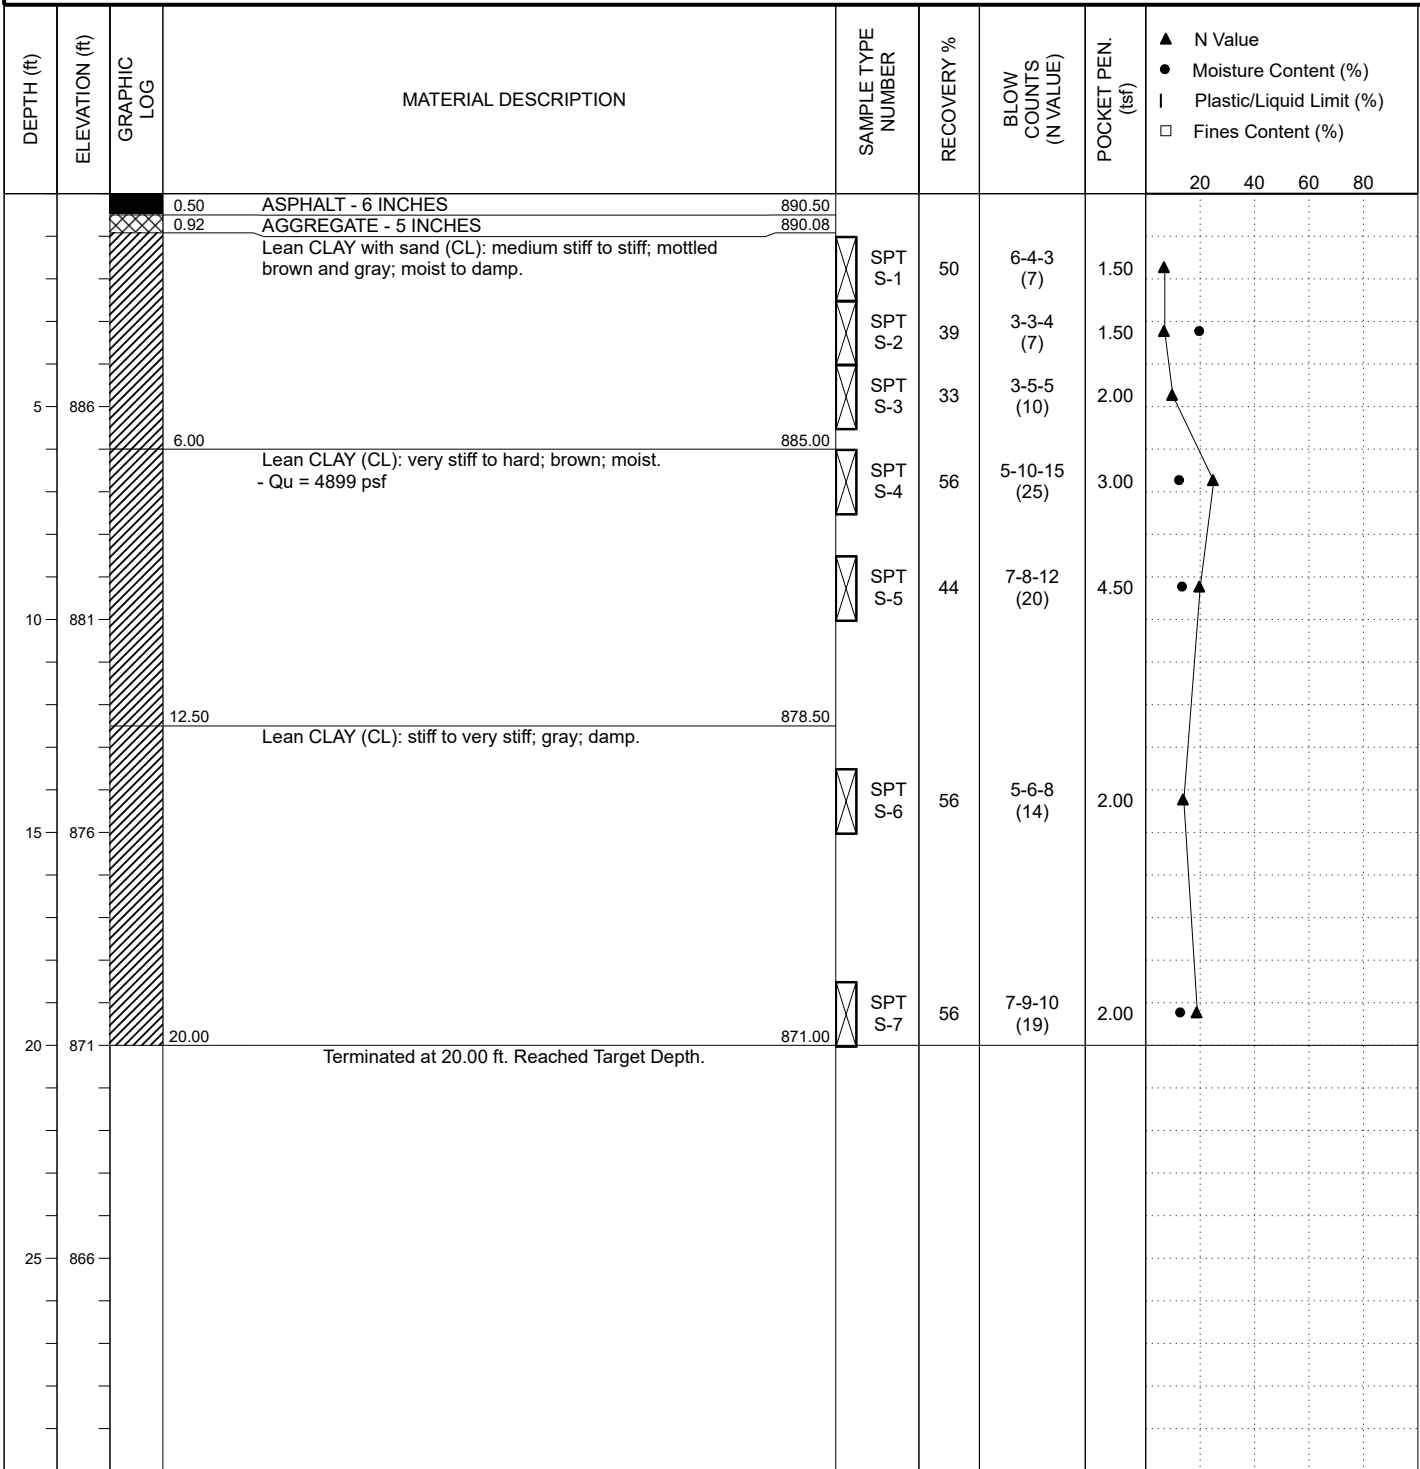 DEPTH (ft)
ELEVATION (ft)
GRAPHIC
LOG
MATERIAL DESCRIPTION
SAMPLE TYPE
NUMBER
RECOVERY %
BLOW
COUNTS
(N VALUE)
POCKET PEN.
(tsf)
N Value
Moisture Content (%)
Plastic/Liquid Limit (%)
Fines Content (%)
20 40 60 80
0.50 ASPHALT - 6 INCHES 890.50
0.92 AGGREGATE - 5 INCHES 890.08
Lean CLAY with sand (CL): medium stiff to stiff; mottled
brown and gray; moist to damp.
SPT
S-1
50
6-4-3
(7)
1.50
SPT
S-2
39
3-3-4
(7)
1.50
SPT
S-3
33
3-5-5
(10)
2.00
5 886
6.00 885.00
Lean CLAY (CL): very stiff to hard; brown; moist.
- Qu = 4899 psf
SPT
S-4
56
5-10-15
(25)
3.00
SPT
S-5
44
7-8-12
(20)
4.50
10 881
12.50 878.50
Lean CLAY (CL): stiff to very stiff; gray; damp.
SPT
S-6
56
5-6-8
(14)
2.00
15 876
SPT
S-7
56
7-9-10
(19)
2.00
20.00 871.00
20 871
Terminated at 20.00 ft. Reached Target Depth.
25 866